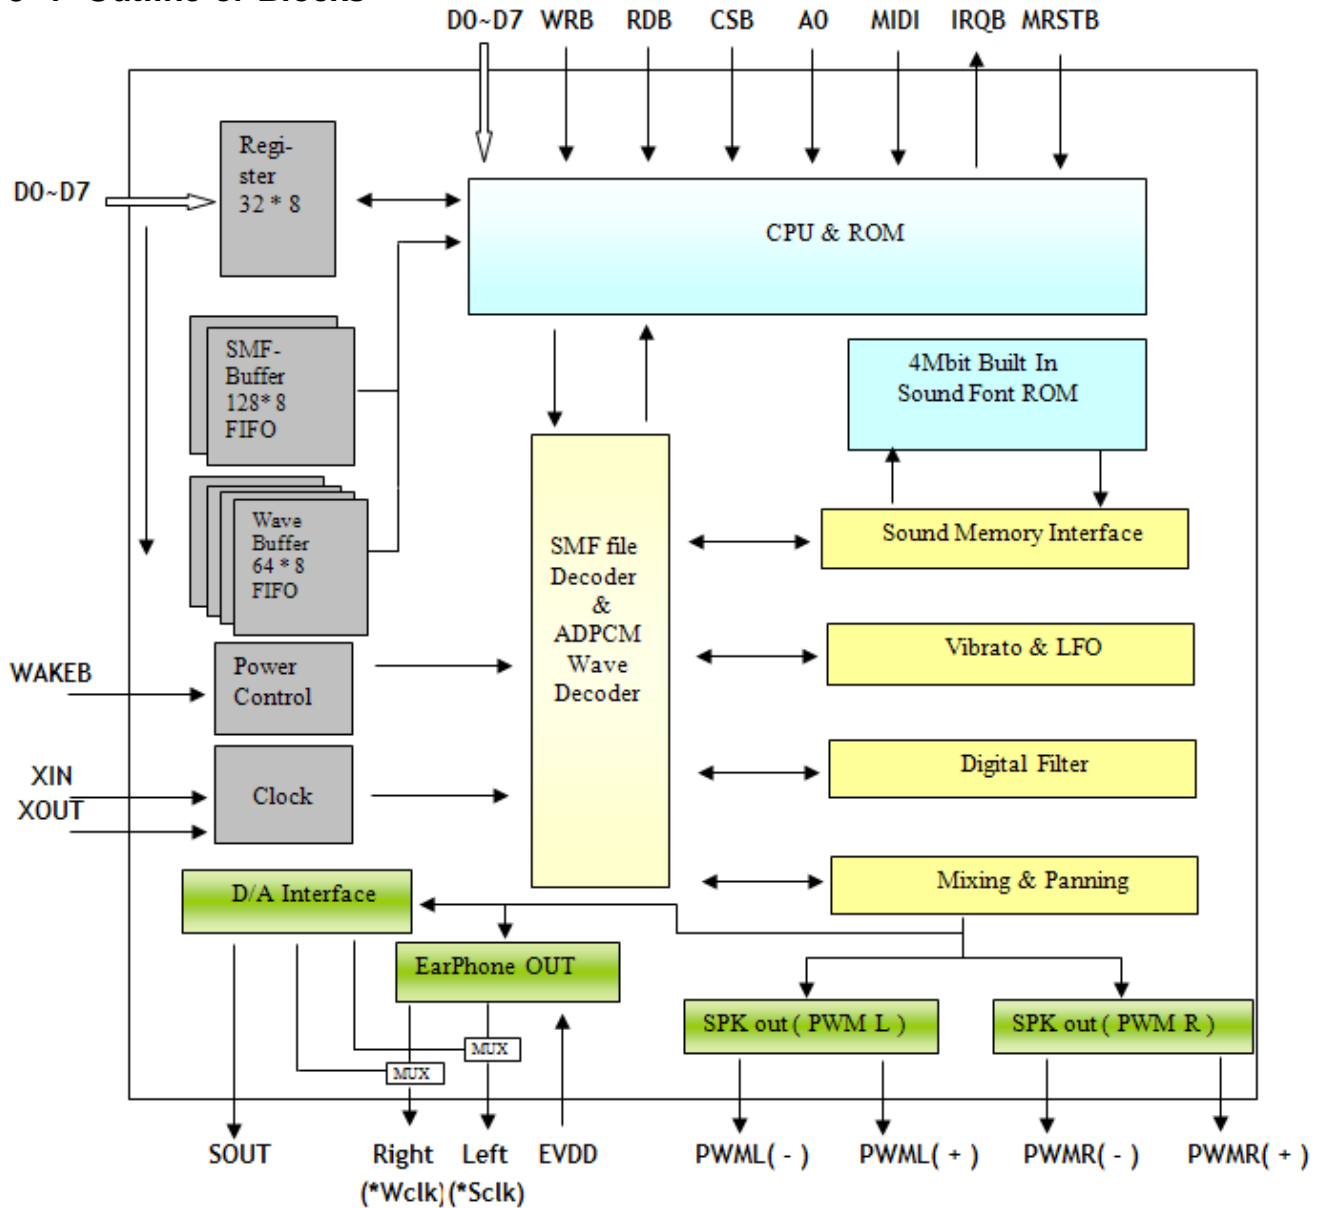 D0~D7 WRB RDB CSB A0 MIDI IRQB MRSTB
Regi-
ster
32 * 8
D0~D7
CPU & ROM
SMF-
Buffer
128* 8
FIFO
4Mbit Built In
Sound Font ROM
Wave
Buffer
64 * 8
FIFO
SMF file
Decoder
&
ADPCM
Wave
Decoder
Sound Memory Interface
Vibrato & LFO
WAKEB
Power
Control
Digital Filter
XIN
XOUT
Clock
Mixing & Panning
D/A Interface
EarPhone OUT
SPK out ( PWM L )
SPK out ( PWM R )
MUX
MUX
SOUT
Right
(*Wclk)
Left
(*Sclk)
EVDD
PWML( - )
PWML( + )
PWMR( - )
PWMR( + )